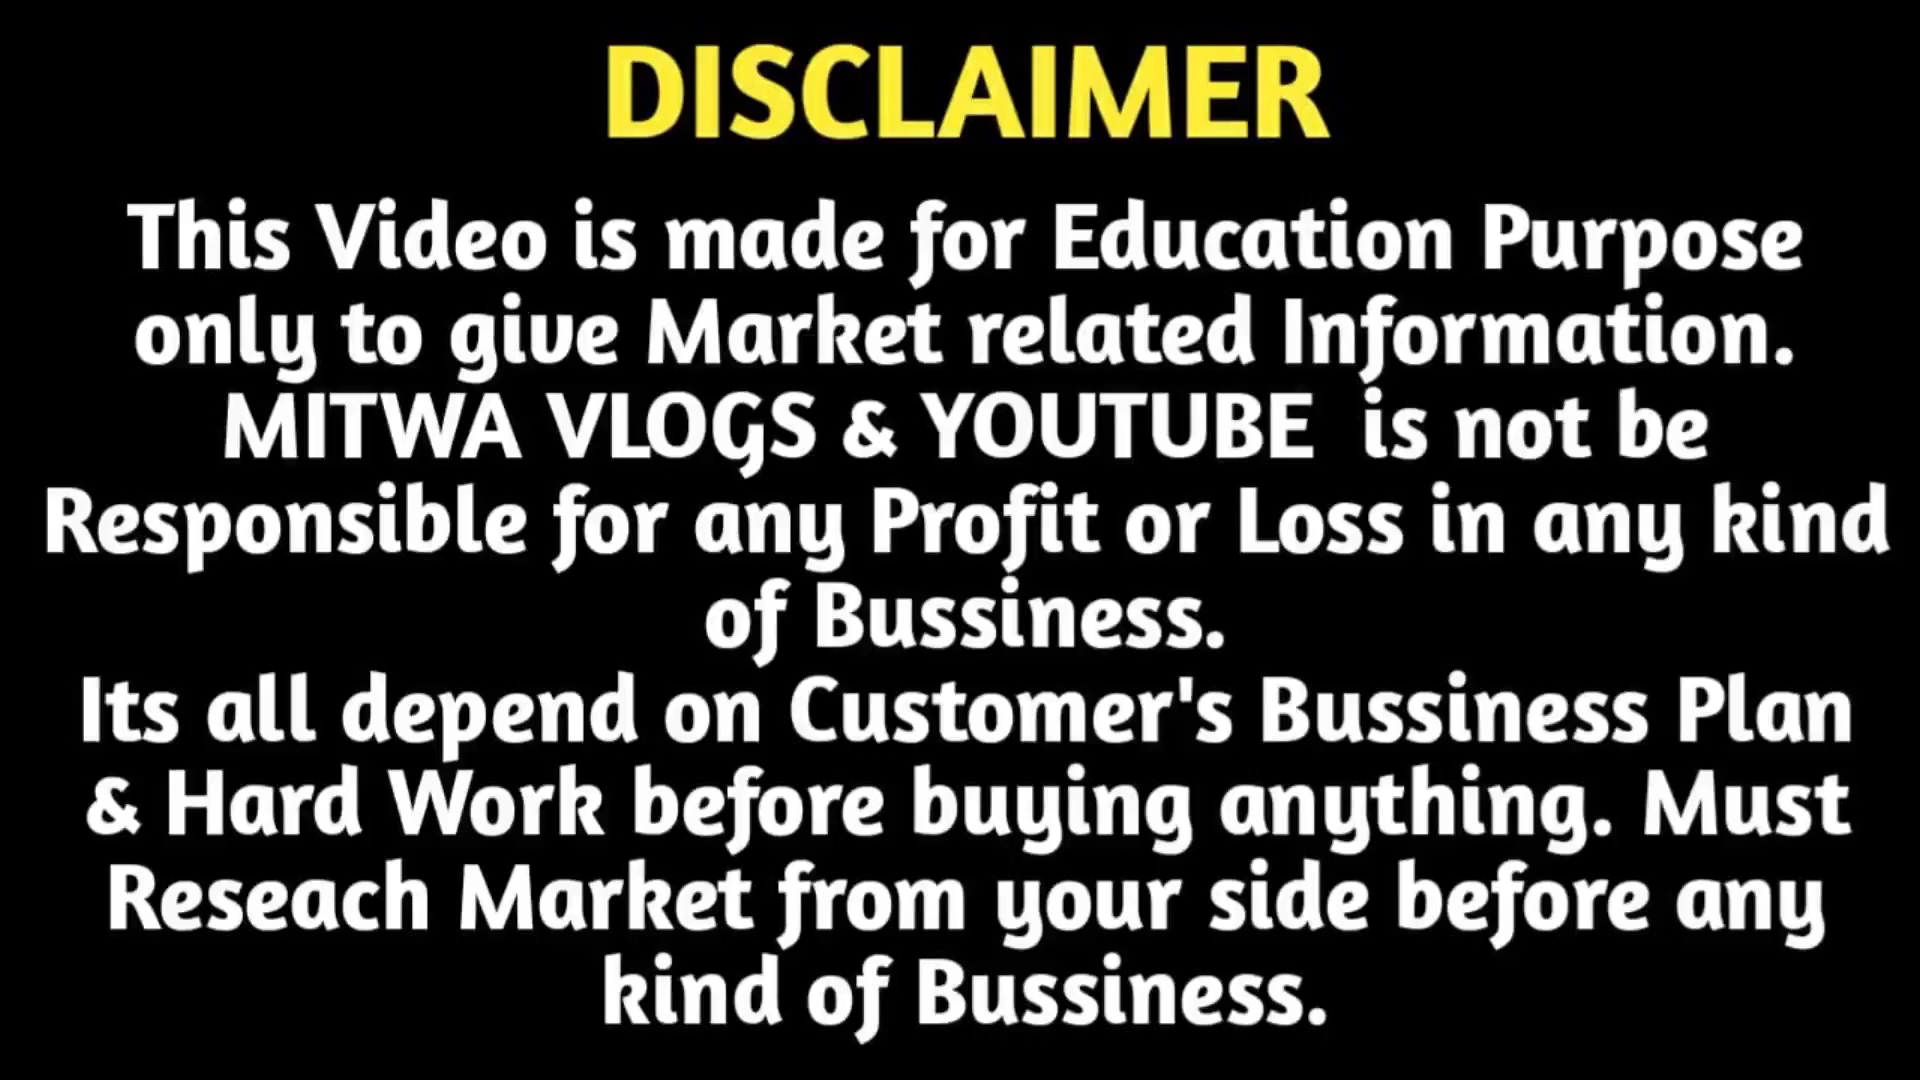 DISCLAIMER
This Video is made for Education Purpose
only to give Market related Information.
MITWA VLOGS & YOUTUBE is not be
Responsible for any Profit or Loss in any kind
of Bussiness.
Its all depend on Customer's Bussiness Plan
& Hard Work before buying anything. Must
Reseach Market from your side before any
kind of Bussiness.